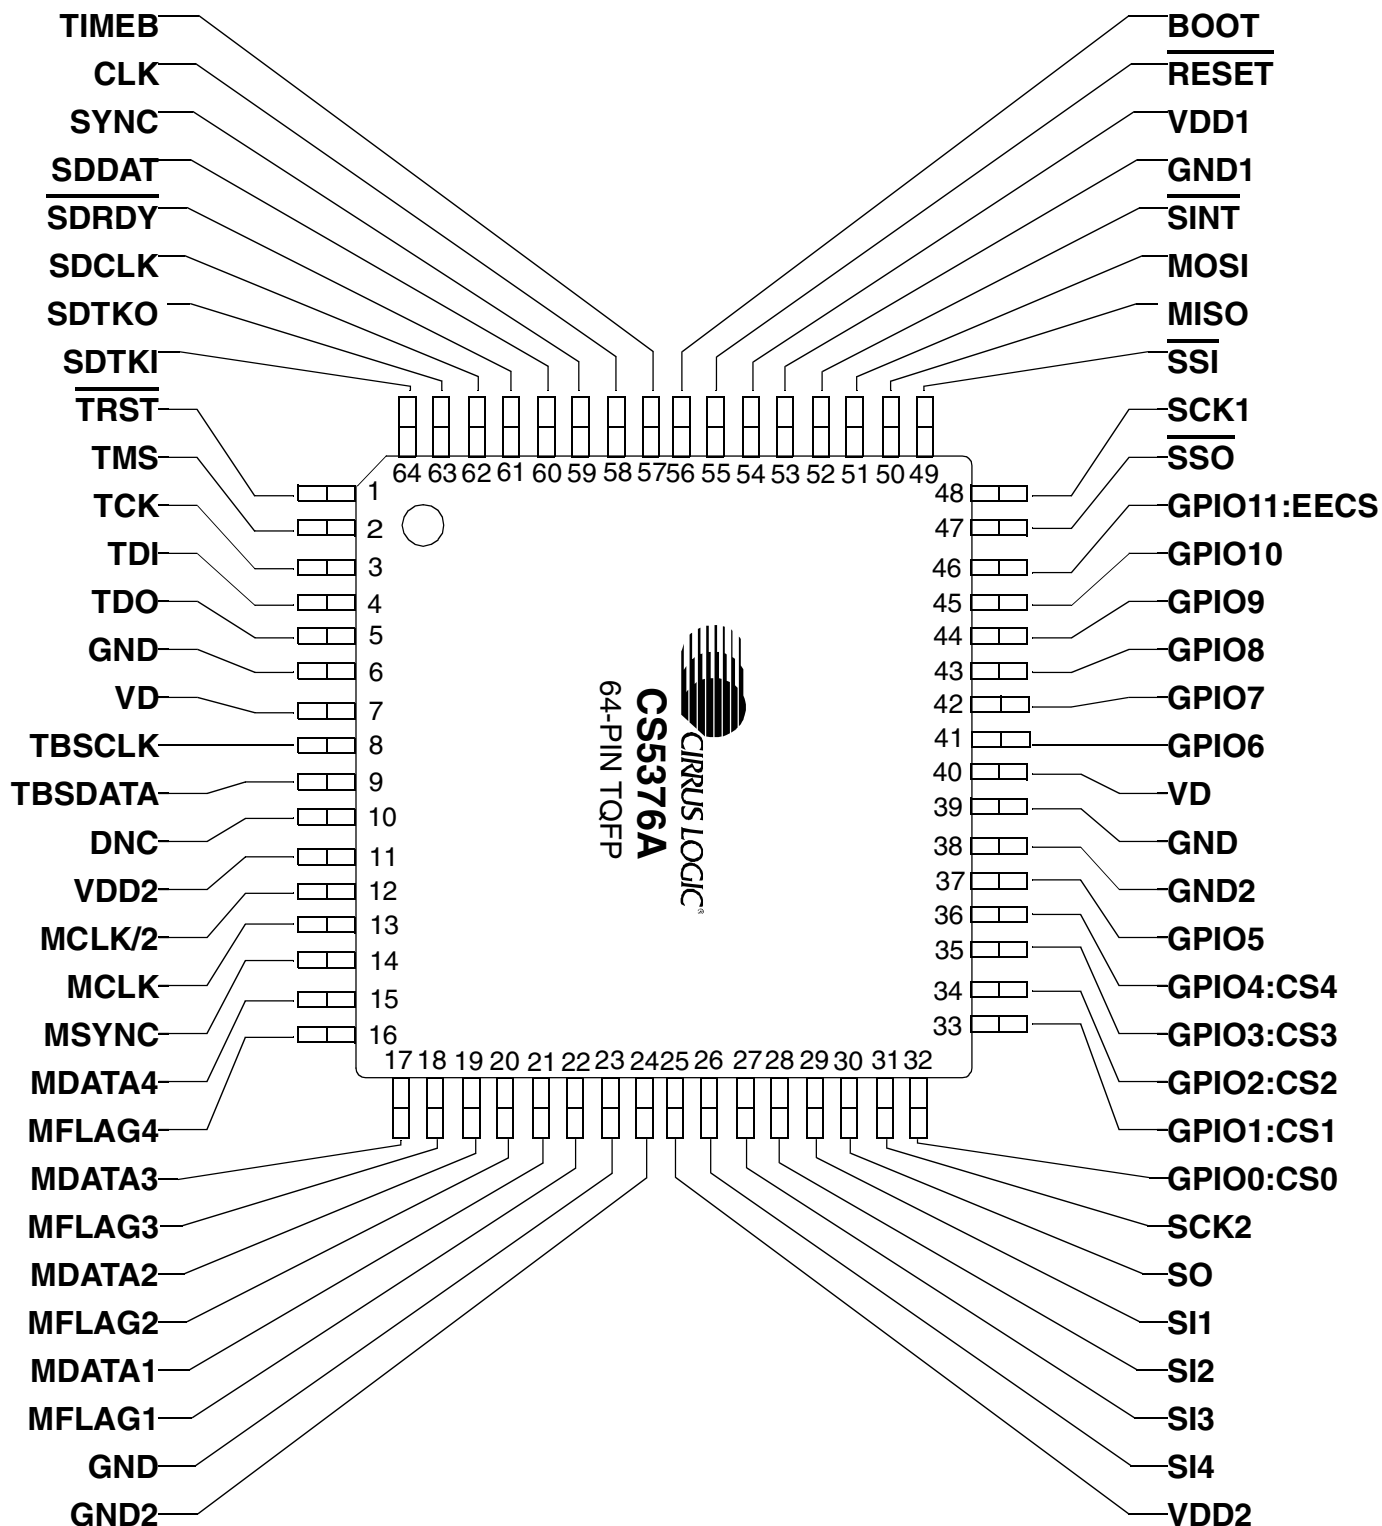 TIMEB
CLK
SYNC
SDDAT
SDRDY
SDCLK
SDTKO
SDTKI
TRST
TMS
TCK
TDI
TDO
GND
VD
TBSCLK
TBSDATA
DNC
VDD2
MCLK/2
MCLK
MSYNC
MDATA4
MFLAG4
MDATA3
MFLAG3
MDATA2
MFLAG2
MDATA1
MFLAG1
GND
GND2
64 63 62 61 60 59 58 57 56 55 54 53 52 51 50 49
1
2
3
4
5
6
7
8
9
10
11
12
13
14
15
16
CIRRUS LOGIC®
CS5376A
64-PIN TQFP
48
47
46
45
44
43
42
41
40
39
38
37
36
35
34
33
17 18 19 20 21 22 23 24 25 26 27 28 29 30 31 32
BOOT
RESET
VDD1
GND1
SINT
MOSI
MISO
SSI
SCK1
SSO
GPIO11:EECS
GPIO10
GPIO9
GPIO8
GPIO7
GPIO6
VD
GND
GND2
GPIO5
GPIO4:CS4
GPIO3:CS3
GPIO2:CS2
GPIO1:CS1
GPIO0:CS0
SCK2
SO
SI1
SI2
SI3
SI4
VDD2